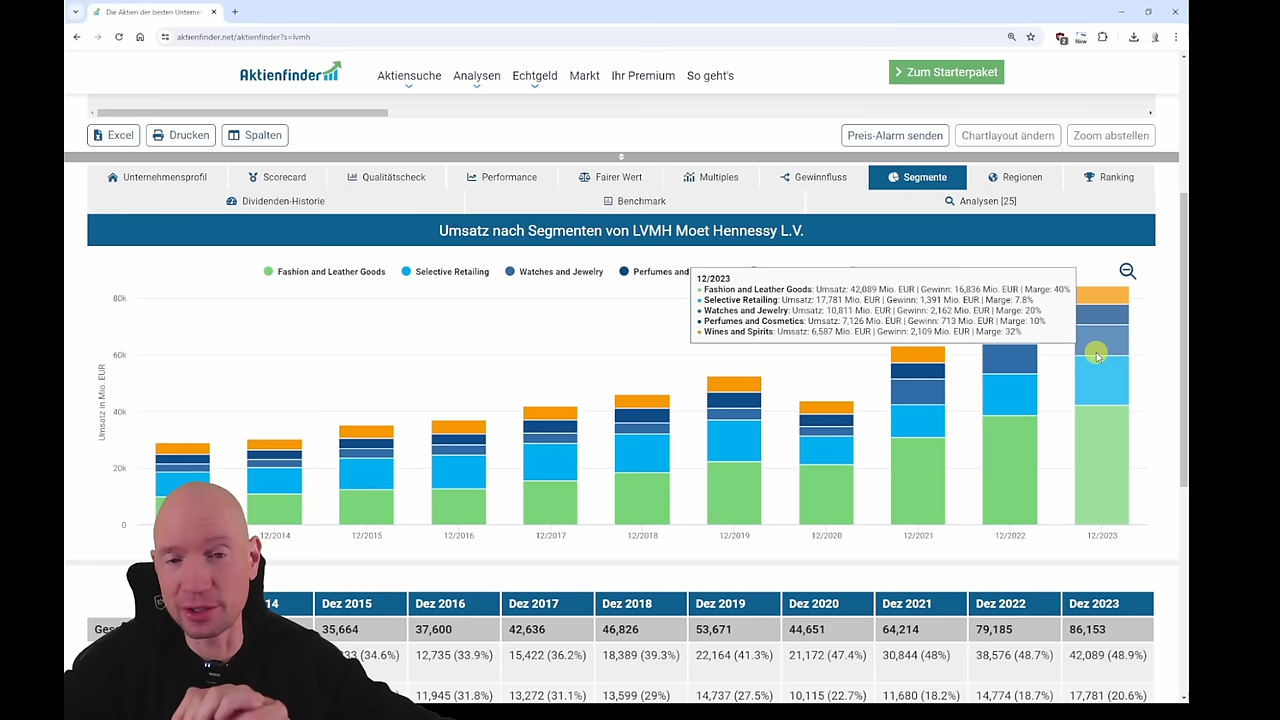 Die Aktien der besten Unterne
aktienfinder.net/aktienfinder?s=lvmh
New
Aktienfinder
Aktiensuche Analysen Echtgeld Markt Ihr Premium So geht's
Zum Starterpaket
Excel Drucken Spalten
Preis-Alarm senden Chartlayout ändern Zoom abstellen
Unternehmensprofil Scorecard Qualitätscheck Performance Fairer Wert Multiples Gewinnfluss Segmente Regionen Ranking
Dividenden-Historie Benchmark Analysen [25]
Umsatz nach Segmenten von LVMH Moet Hennessy L.V.
Fashion and Leather Goods Selective Retailing Watches and Jewelry Perfumes and
12/2023
Fashion and Leather Goods: Umsatz: 42,089 Mio. EUR | Gewinn: 16,836 Mio. EUR | Marge: 40%
Selective Retailing: Umsatz: 17,781 Mio. EUR | Gewinn: 1,391 Mio. EUR | Marge: 7.8%
Watches and Jewelry: Umsatz: 10,811 Mio. EUR | Gewinn: 2,162 Mio. EUR | Marge: 20%
Perfumes and Cosmetics: Umsatz: 7,126 Mio. EUR | Gewinn: 713 Mio. EUR | Marge: 10%
Wines and Spirits: Umsatz: 6,587 Mio. EUR | Gewinn: 2,109 Mio. EUR | Marge: 32%
Umsatz in Mio. EUR
80k
60k
40k
20k
0
12/2014 12/2015 12/2016 12/2017 12/2018 12/2019 12/2020 12/2021 12/2022 12/2023
14 Dez 2015 Dez 2016 Dez 2017 Dez 2018 Dez 2019 Dez 2020 Dez 2021 Dez 2022 Dez 2023
35,664 37,600 42,636 46,826 53,671 44,651 64,214 79,185 86,153
(34.6%) 12,735 (33.9%) 15,422 (36.2%) 18,389 (39.3%) 22,164 (41.3%) 21,172 (47.4%) 30,844 (48%) 38,576 (48.7%) 42,089 (48.9%)
11,945 (31.8%) 13,272 (31.1%) 13,599 (29%) 14,737 (27.5%) 10,115 (22.7%) 11,680 (18.2%) 14,774 (18.7%) 17,781 (20.6%)